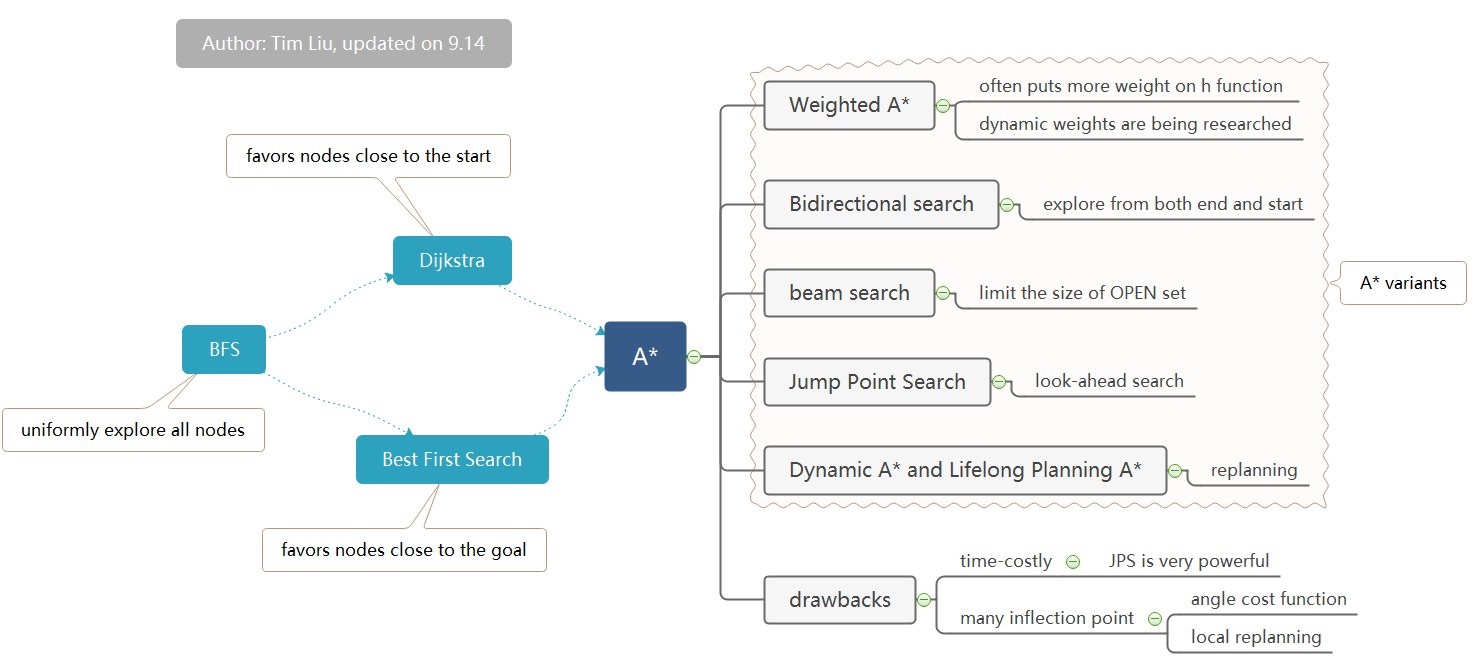 Author: Tim Liu, updated on 9.14
favors nodes close to the start
Dijkstra
BFS
uniformly explore all nodes
Best First Search
favors nodes close to the goal
A*
Weighted A*
often puts more weight on h function
dynamic weights are being researched
Bidirectional search
explore from both end and start
beam search
limit the size of OPEN set
Jump Point Search
look-ahead search
Dynamic A* and Lifelong Planning A*
replanning
A* variants
drawbacks
time-costly
JPS is very powerful
many inflection point
angle cost function
local replanning